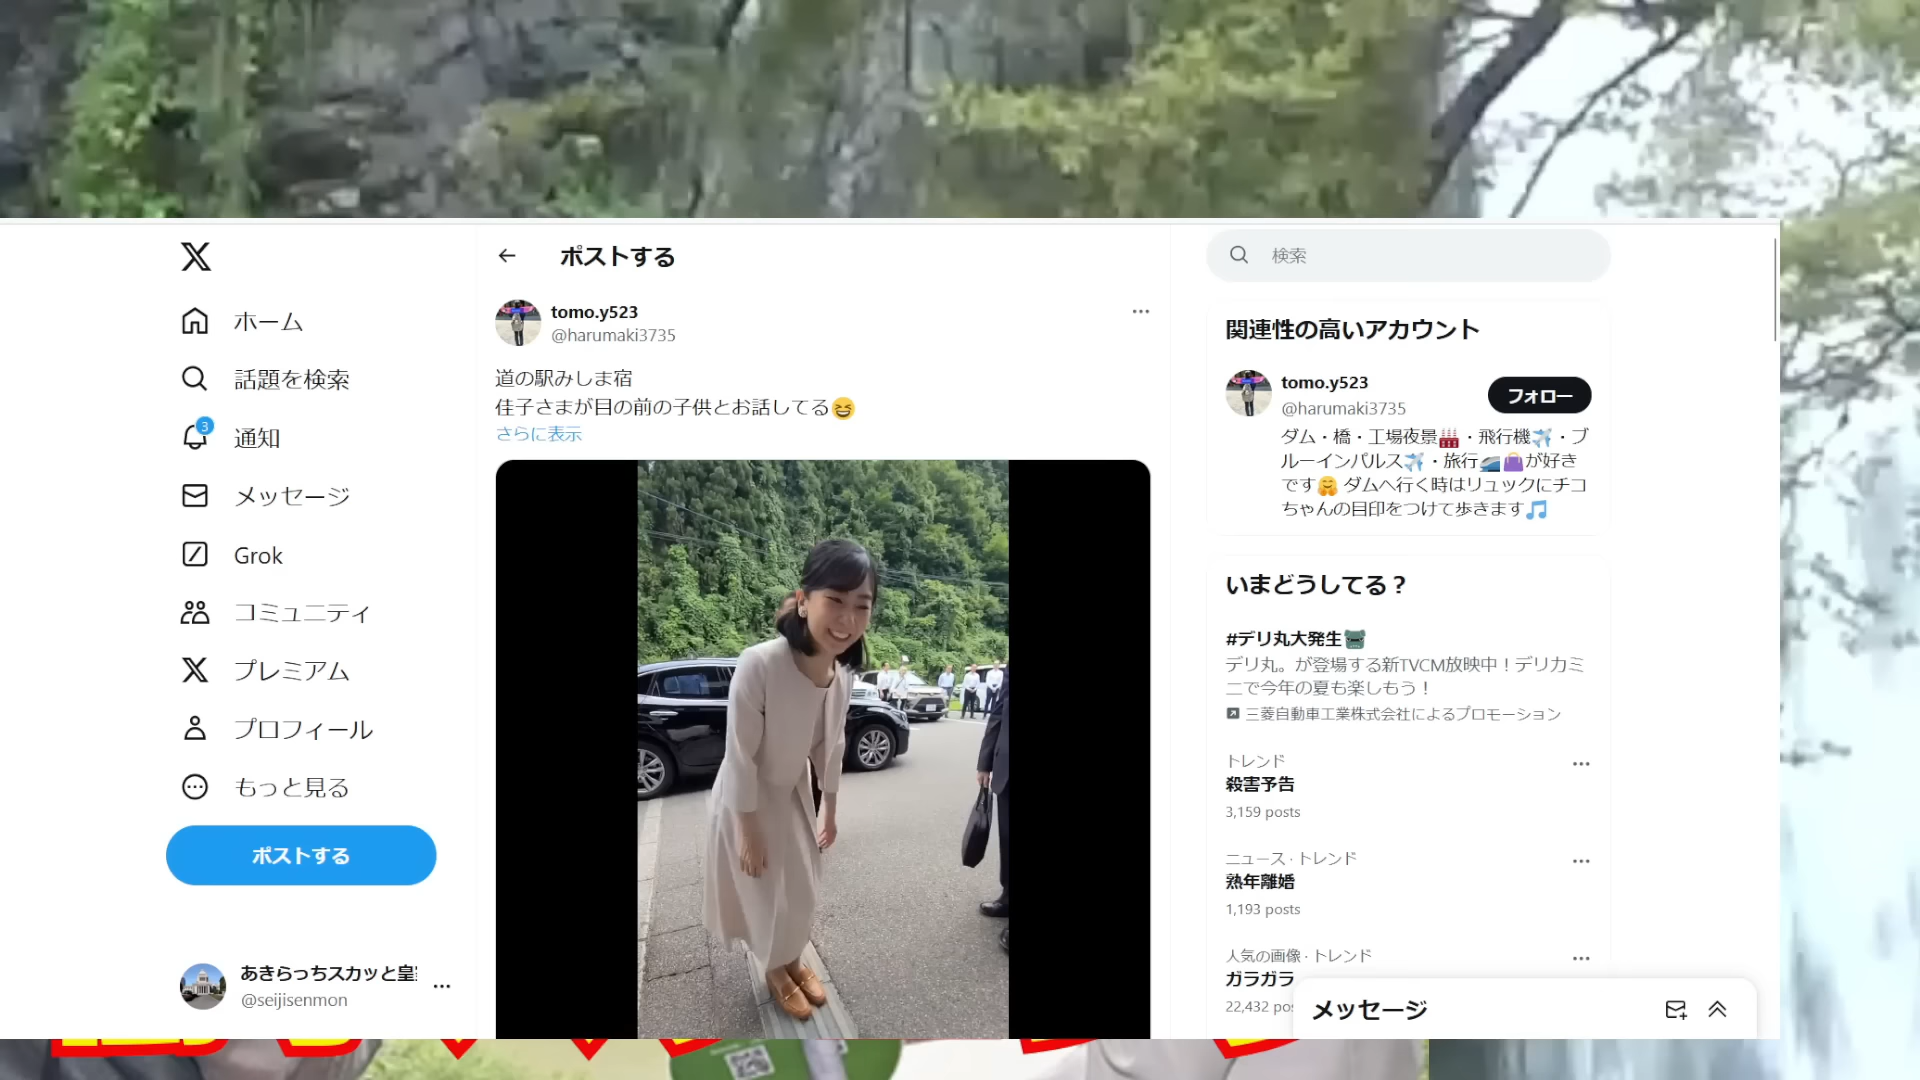 ポストする
検索
ホーム
話題を検索
3
通知
メッセージ
Grok
コミュニティ
プレミアム
プロフィール
もっと見る
ポストする
あきらっちスカッと皇
@seijisenmon
tomo.y523
@harumaki3735
道の駅みしま宿
佳子さまが目の前の子供とお話してる😆
さらに表示
関連性の高いアカウント
tomo.y523
@harumaki3735
フォロー
ダム・橋・工場夜景🏭・飛行機✈️・ブ
ルーインパルス✈️・旅行🚄👜が好き
です🤗 ダムへ行く時はリュックにチコ
ちゃんの目印をつけて歩きます🎵
いまどうしてる？
#デリ丸大発生
デリ丸。が登場する新TVCM放映中！デリカミ
ニで今年の夏も楽しもう！
三菱自動車工業株式会社によるプロモーション
トレンド
殺害予告
3,159 posts
ニュース · トレンド
熟年離婚
1,193 posts
人気の画像 · トレンド
ガラガラ
22,432 pos
メッセージ